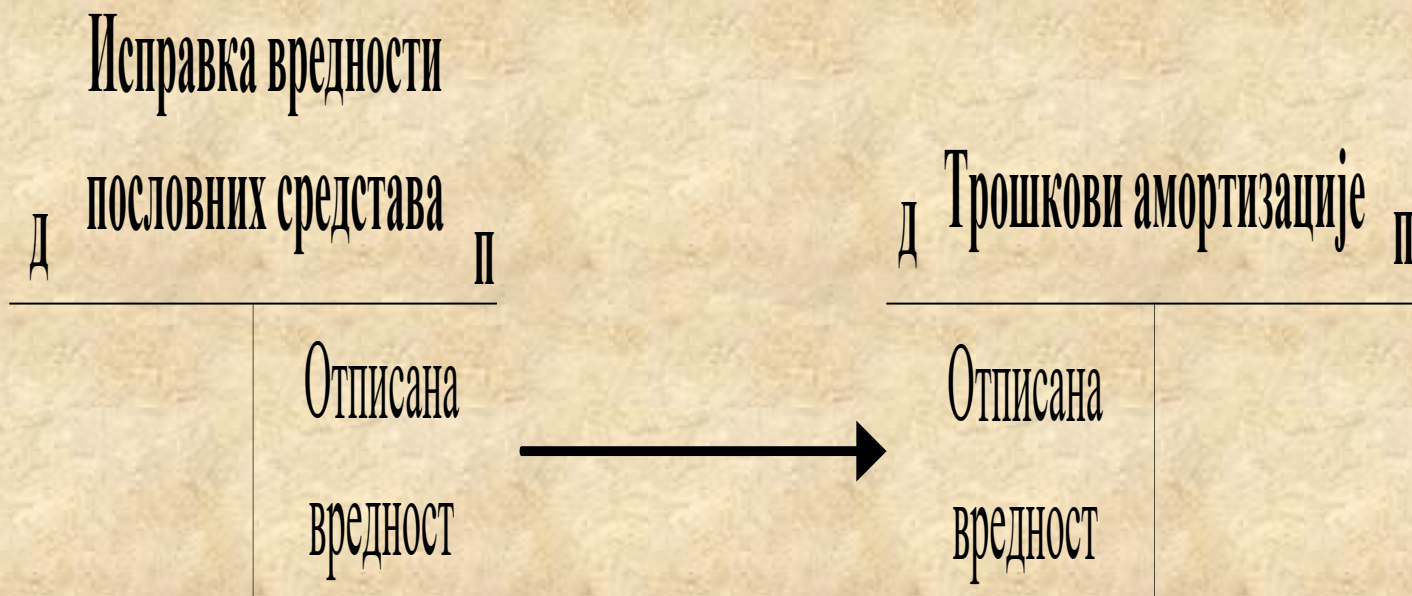 Исправка вредности
пословних средстава
Д
П
Отписана
вредност
Трошкови амортизације
Д
П
Отписана
вредност